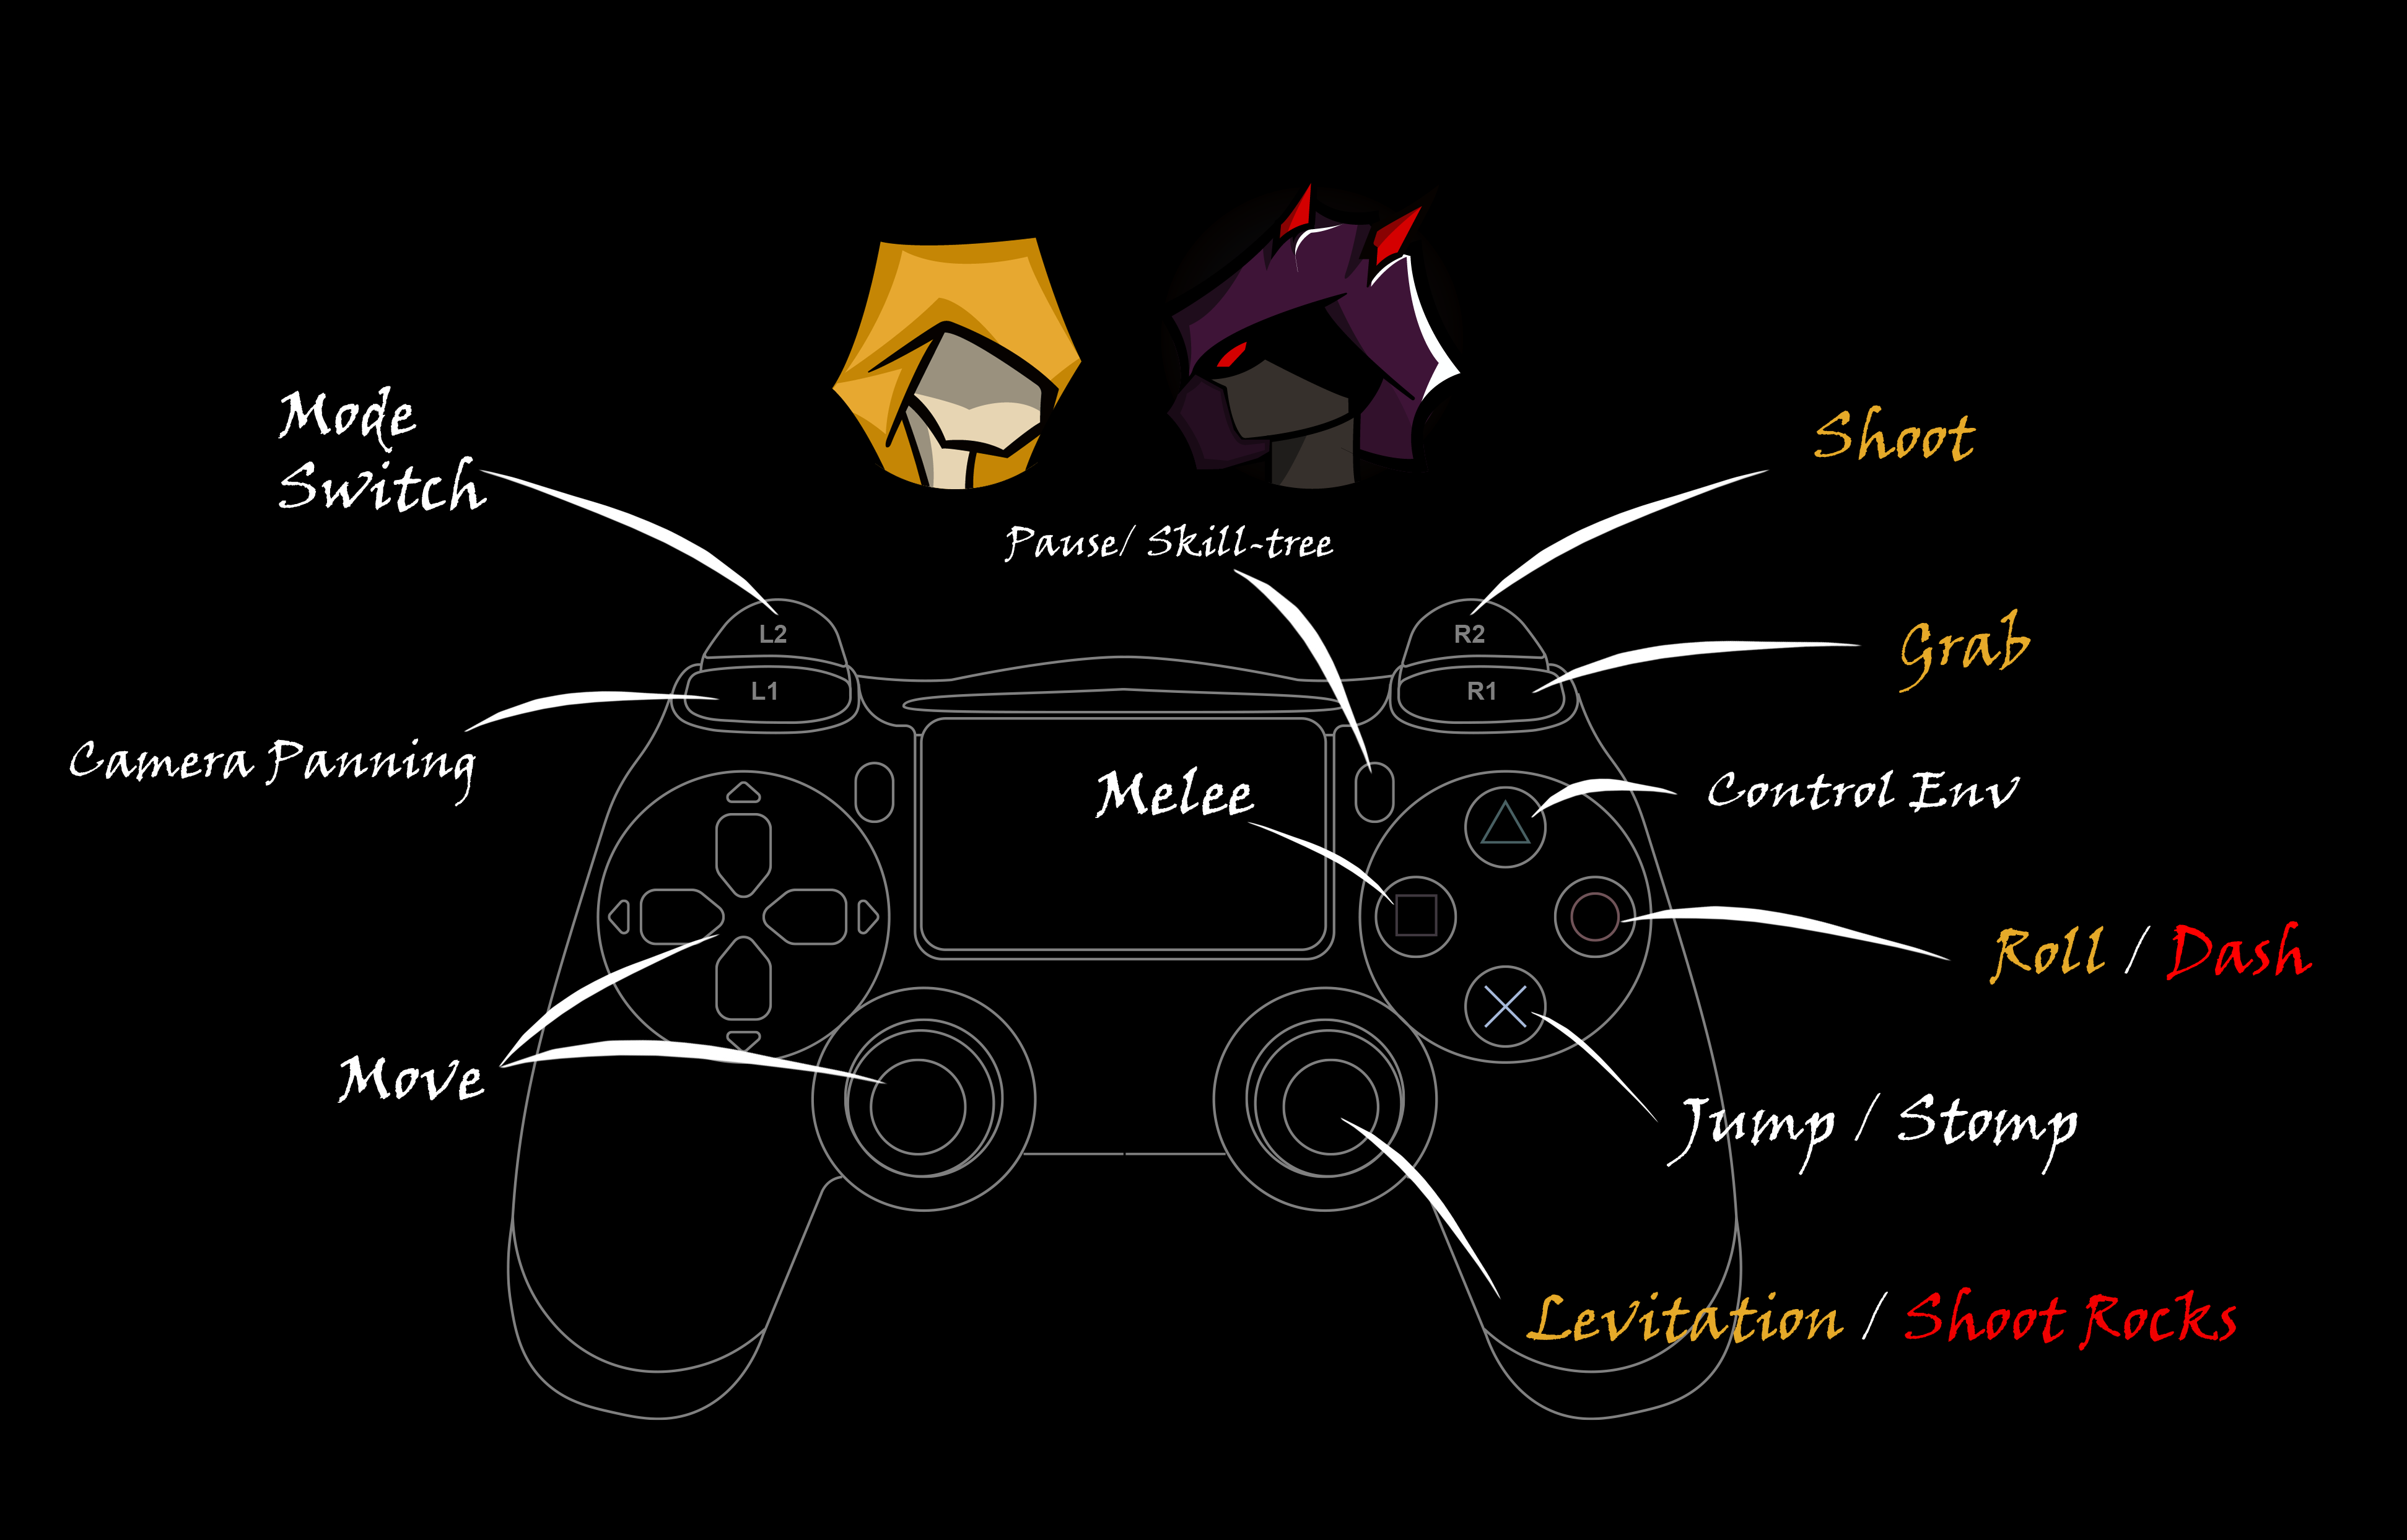 Mode
Switch
Shoot
Pause/ Skill-tree
L2
R2
Grab
L1
R1
Camera Panning
Melee
Control Env
Roll / Dash
Move
Jump / Stomp
Levitation / Shoot Rocks